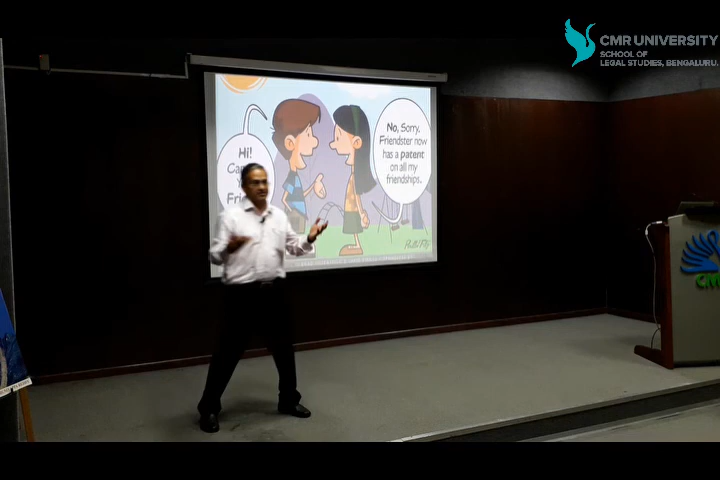 CMR UNIVERSITY
SCHOOL OF
LEGAL STUDIES, BENGALURU.
Hi!
No, Sorry,
Friendster now
has a patent
on all my
friendships.